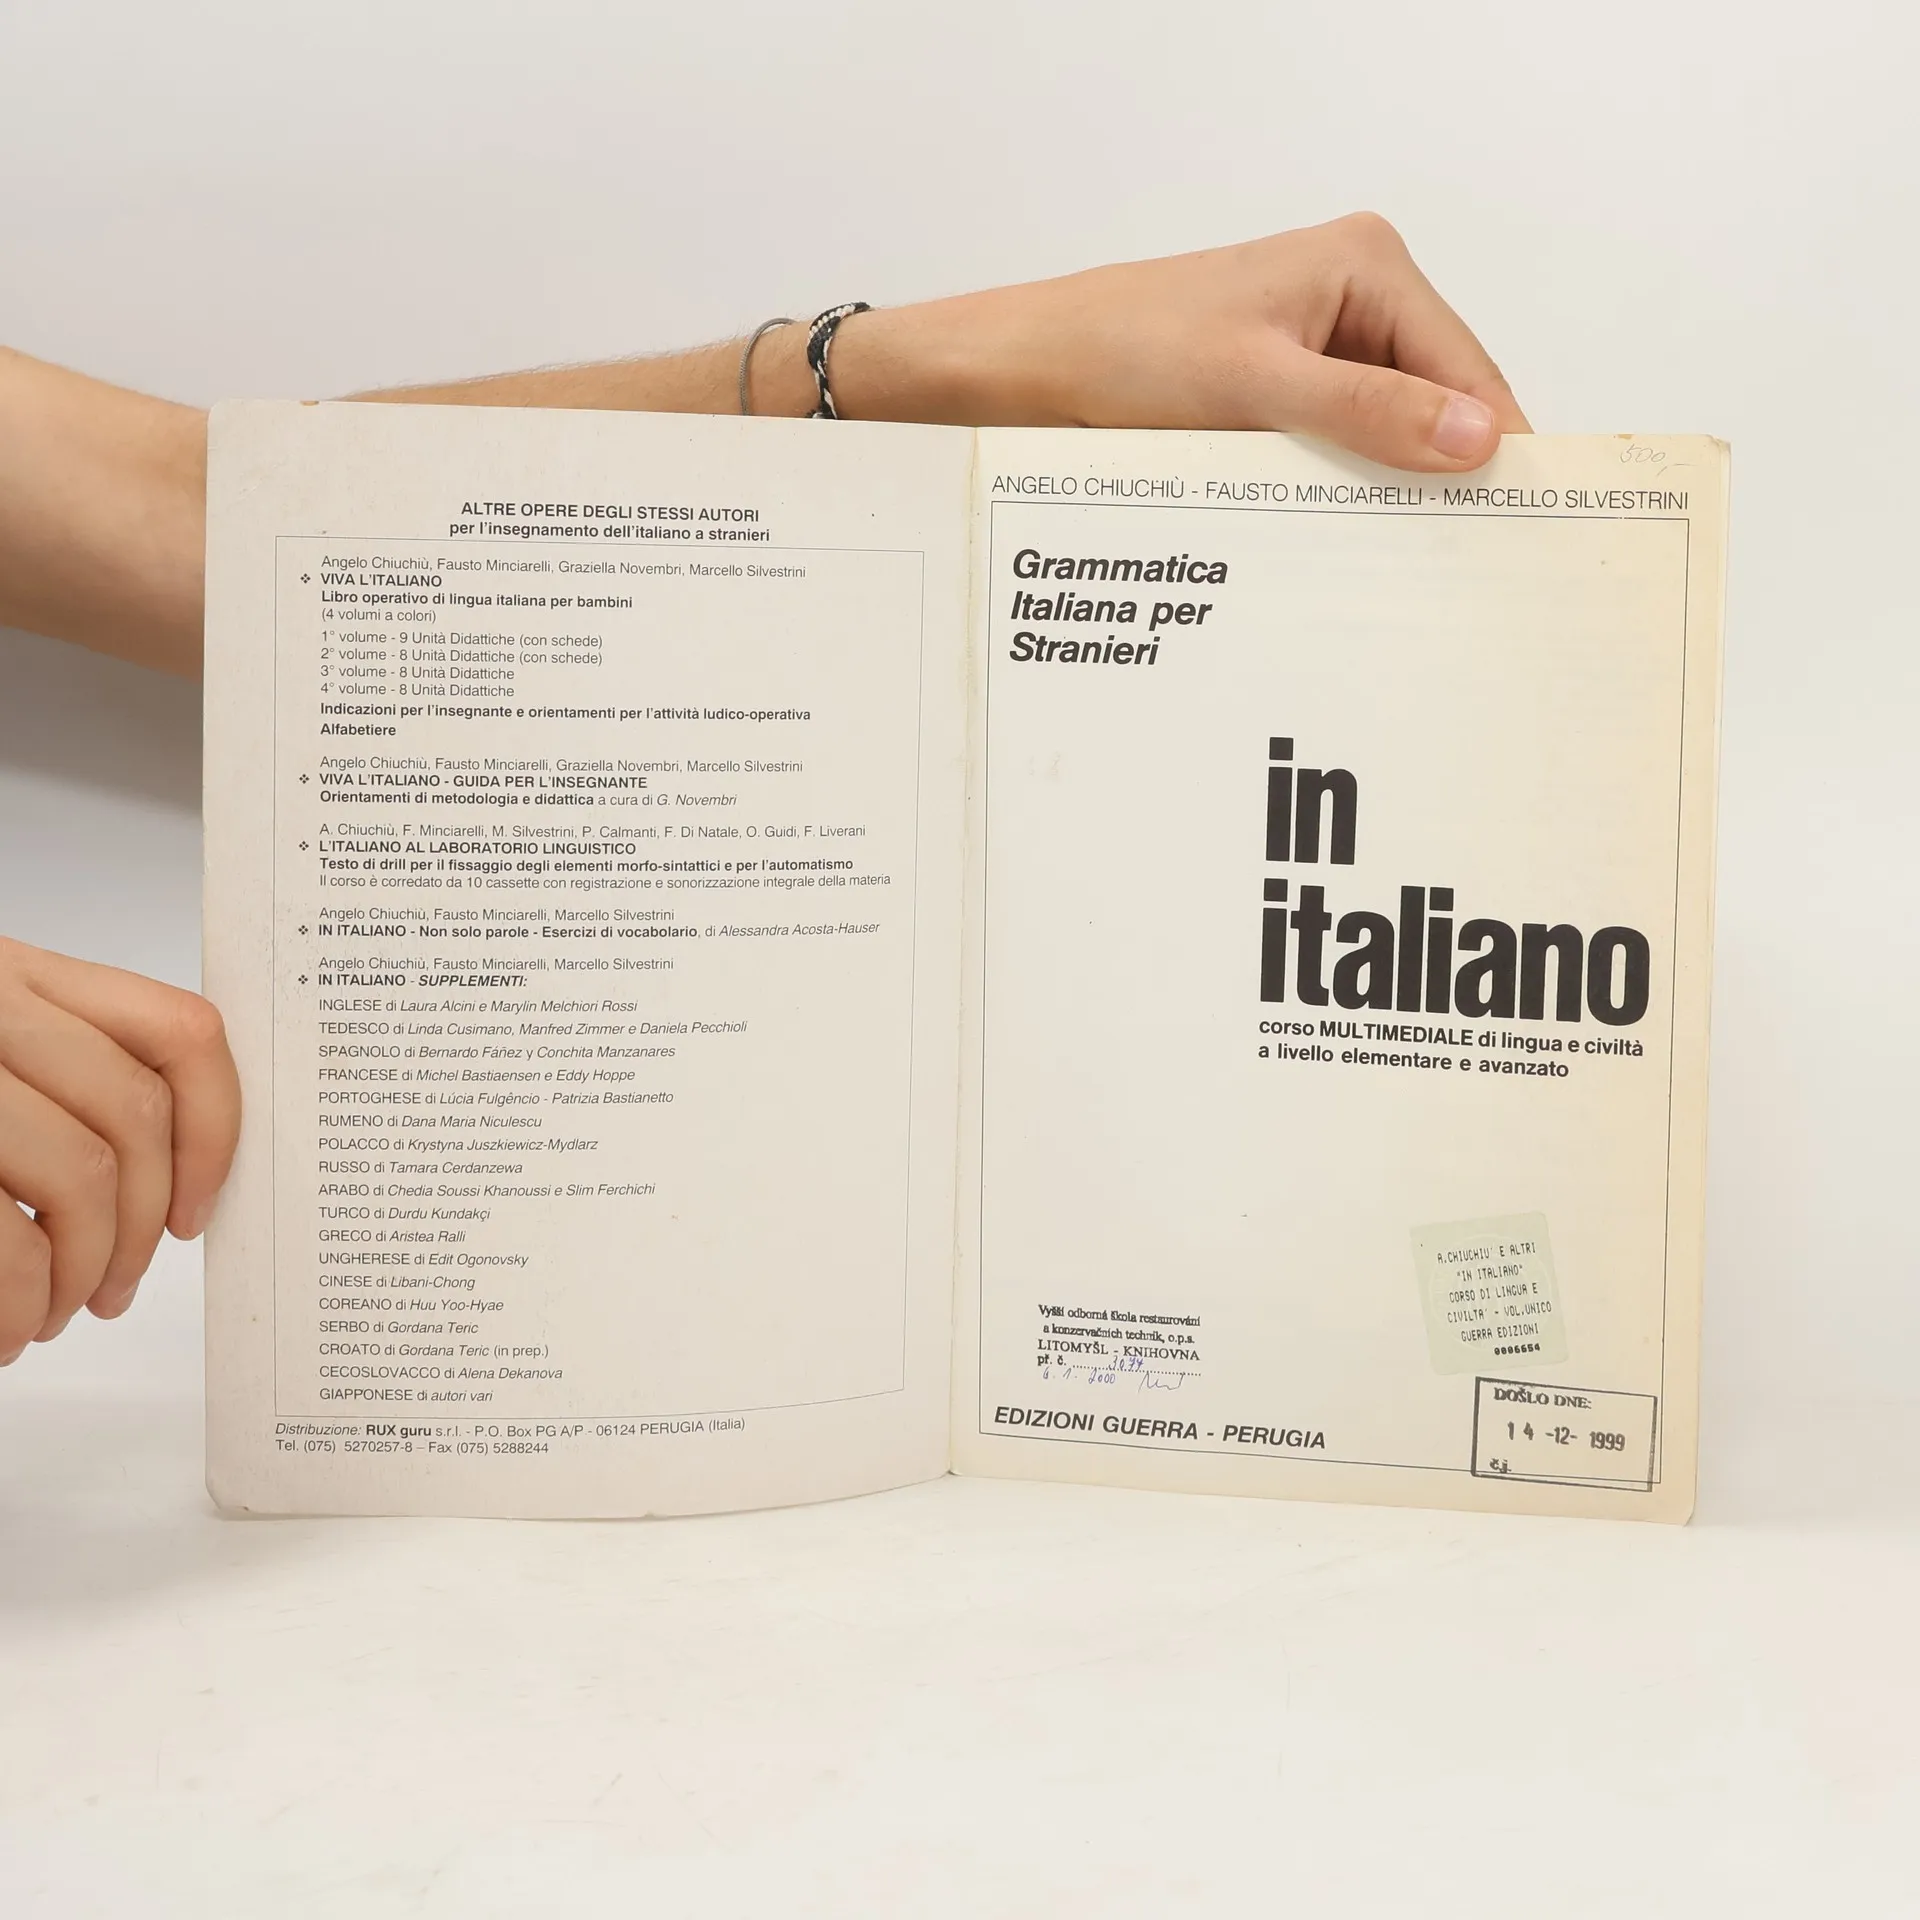 ALTRE OPERE DEGLI STESSI AUTORI
per l'insegnamento dell'italiano a stranieri
Angelo Chiuchiù, Fausto Minciarelli, Graziella Novembri, Marcello Silvestrini
❖ VIVA L'ITALIANO
Libro operativo di lingua italiana per bambini
(4 volumi a colori)
1° volume - 9 Unità Didattiche (con schede)
2° volume - 8 Unità Didattiche (con schede)
3° volume - 8 Unità Didattiche
4° volume - 8 Unità Didattiche
Indicazioni per l'insegnante e orientamenti per l'attività ludico-operativa
Alfabetiere
Angelo Chiuchiù, Fausto Minciarelli, Graziella Novembri, Marcello Silvestrini
❖ VIVA L'ITALIANO - GUIDA PER L'INSEGNANTE
Orientamenti di metodologia e didattica a cura di G. Novembri
A. Chiuchiù, F. Minciarelli, M. Silvestrini, P. Calmanti, F. Di Natale, O. Guidi, F. Liverani
❖ L'ITALIANO AL LABORATORIO LINGUISTICO
Testo di drill per il fissaggio degli elementi morfo-sintattici e per l'automatismo
Il corso è corredato da 10 cassette con registrazione e sonorizzazione integrale della materia
Angelo Chiuchiù, Fausto Minciarelli, Marcello Silvestrini
❖ IN ITALIANO - Non solo parole - Esercizi di vocabolario, di Alessandra Acosta-Hauser
Angelo Chiuchiù, Fausto Minciarelli, Marcello Silvestrini
❖ IN ITALIANO - SUPPLEMENTI:
INGLESE di Laura Alcini e Marylin Melchiori Rossi
TEDESCO di Linda Cusimano, Manfred Zimmer e Daniela Pecchioli
SPAGNOLO di Bernardo Fáñez y Conchita Manzanares
FRANCESE di Michel Bastiaensen e Eddy Hoppe
PORTOGHESE di Lúcia Fulgêncio - Patrizia Bastianetto
RUMENO di Dana Maria Niculescu
POLACCO di Krystyna Juszkiewicz-Mydlarz
RUSSO di Tamara Cerdanzewa
ARABO di Chedia Soussi Khanoussi e Slim Ferchichi
TURCO di Durdu Kundakçi
GRECO di Aristea Ralli
UNGHERESE di Edit Ogonovsky
CINESE di Libani-Chong
COREANO di Huu Yoo-Hyae
SERBO di Gordana Teric
CROATO di Gordana Teric (in prep.)
CECOSLOVACCO di Alena Dekanova
GIAPPONESE di autori vari
Distribuzione: RUX guru s.r.l. - P.O. Box PG A/P - 06124 PERUGIA (Italia)
Tel. (075) 5270257-8 – Fax (075) 5288244
500,-
ANGELO CHIUCHIÙ - FAUSTO MINCIARELLI - MARCELLO SILVESTRINI
Grammatica
Italiana per
Stranieri
in
italiano
corso MULTIMEDIALE di lingua e civiltà
a livello elementare e avanzato
A.CHIUCHIU' E ALTRI
"IN ITALIANO"
CORSO DI LINGUA E
CIVILTA' - VOL.UNICO
GUERRA EDIZIONI
0006654
Vyšší odborná škola restaurování
a konzervačních technik, o.p.s.
LITOMYŠL - KNIHOVNA
př. č. 3074
6. 1. 2000
EDIZIONI GUERRA - PERUGIA
DOŠLO DNE:
14 -12- 1999
č.j.